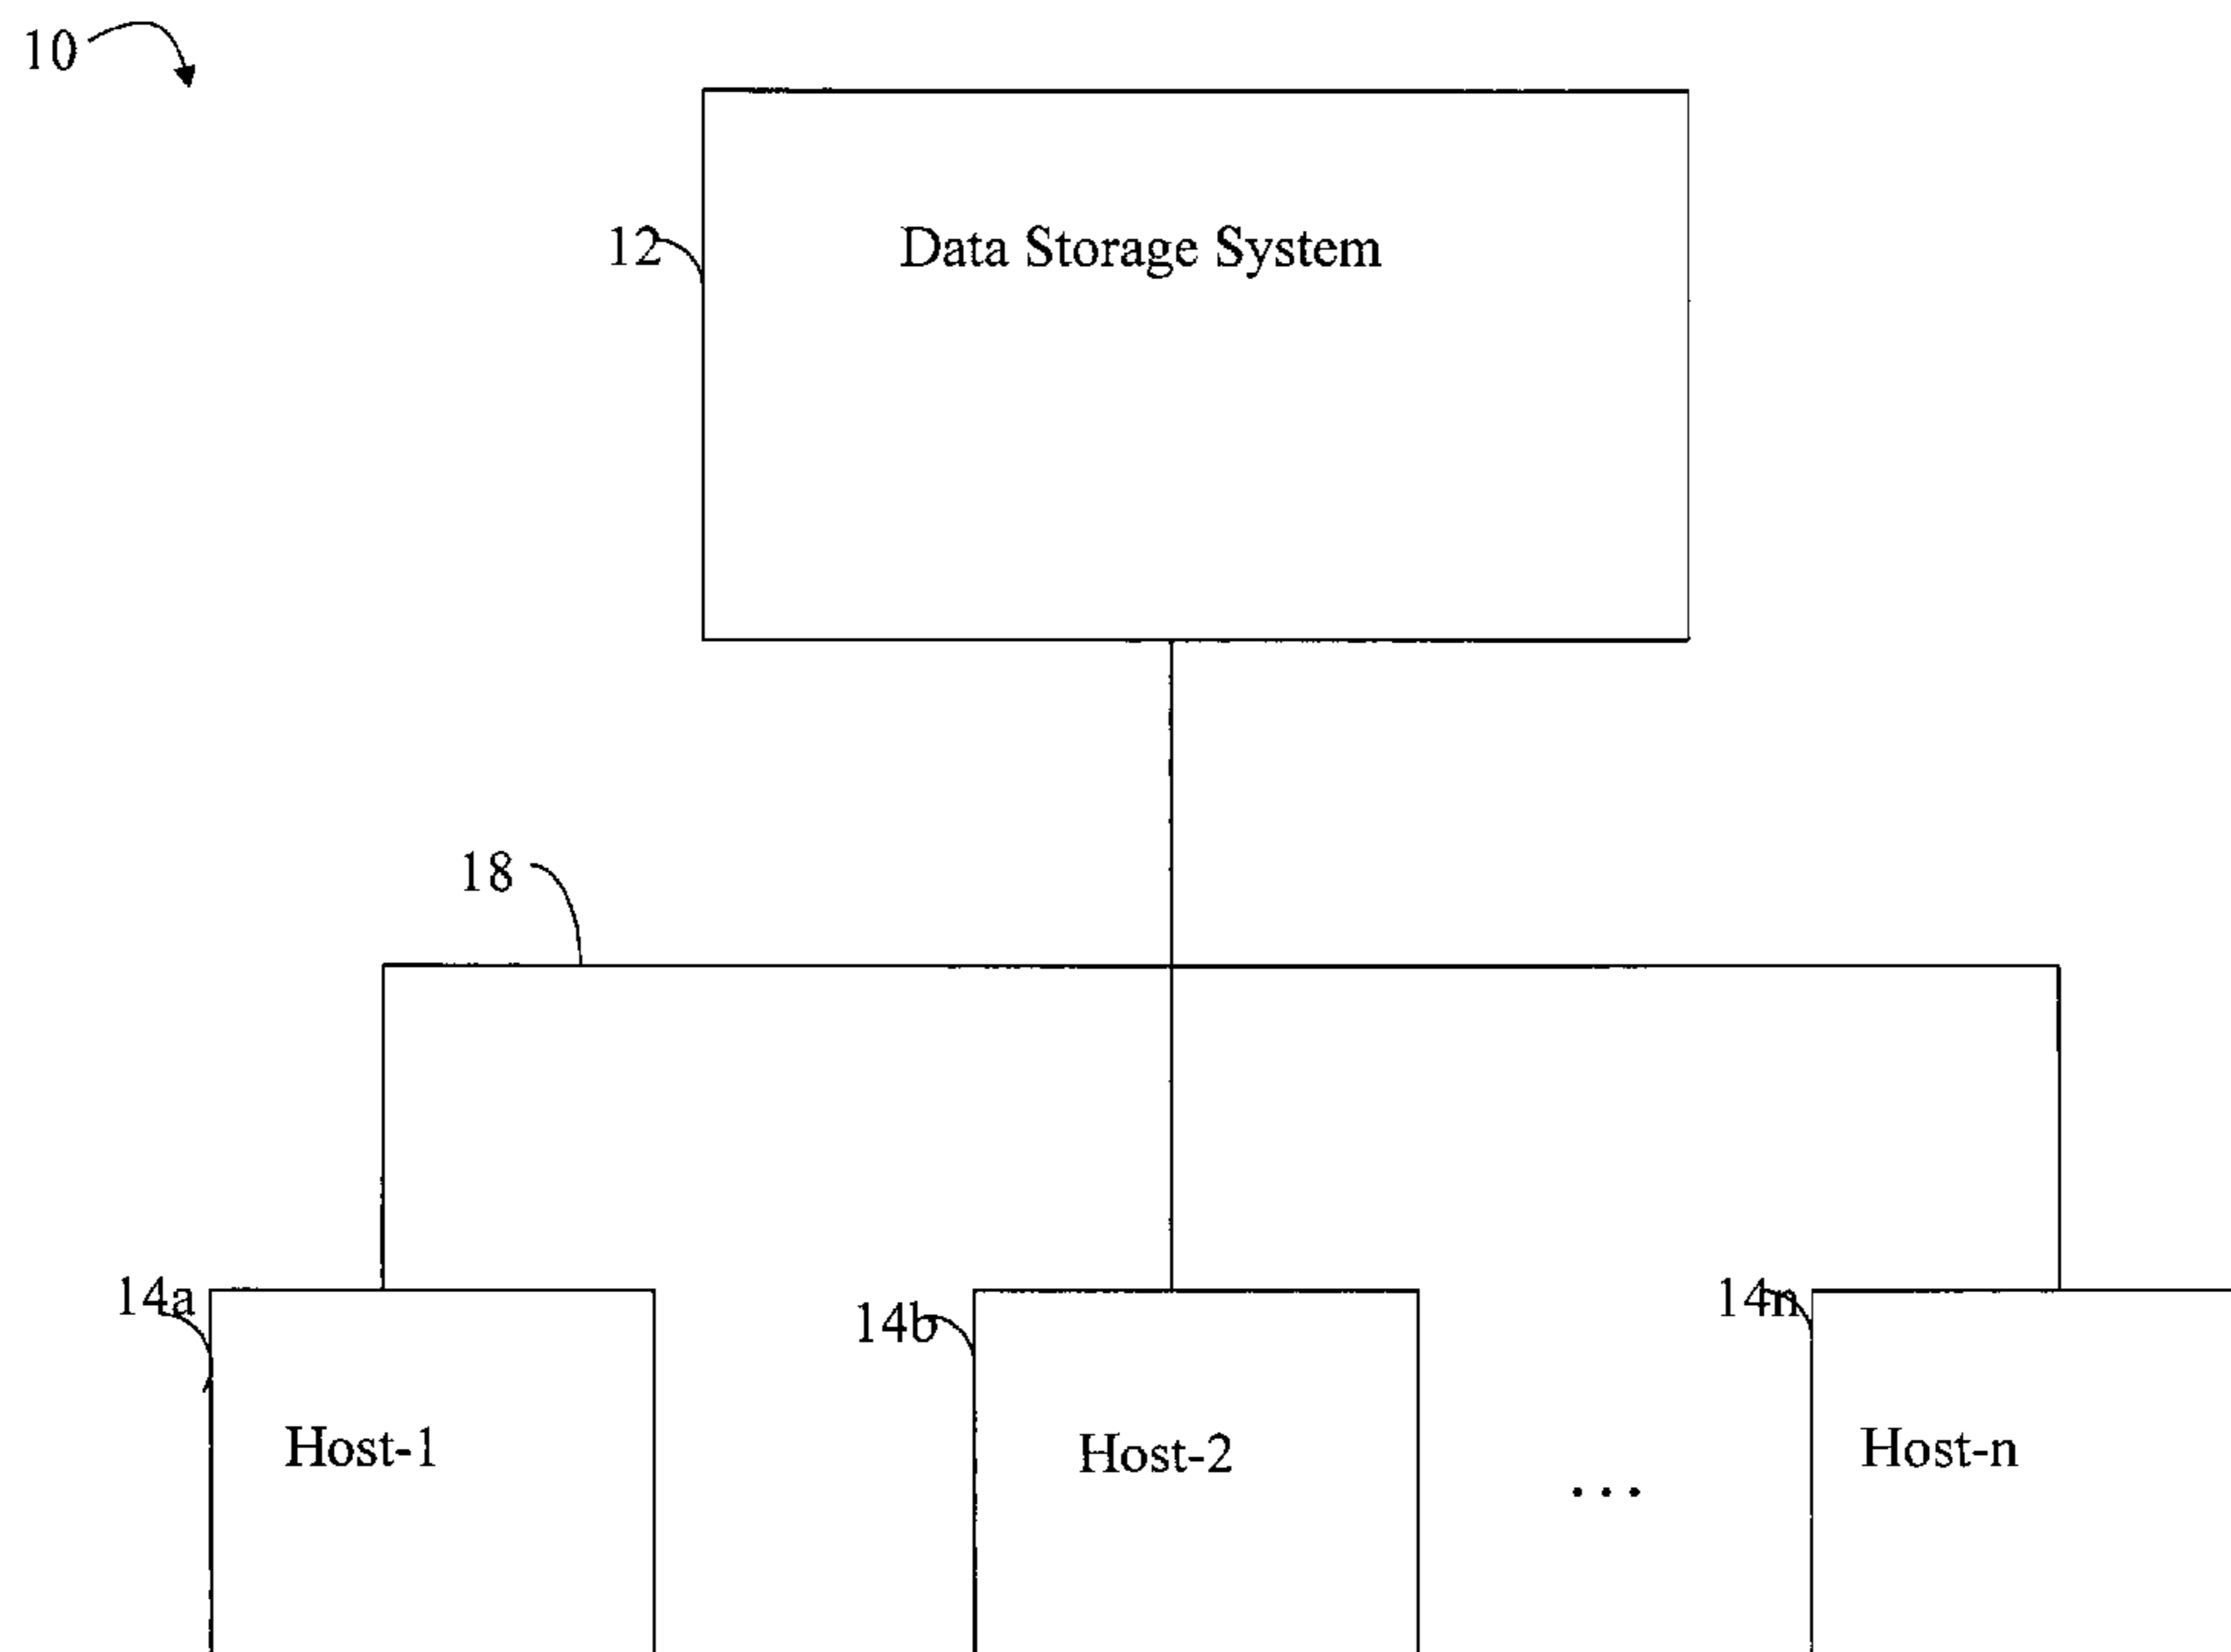 10
12
Data Storage System
18
14a
14b
14n
Host-1
Host-2
...
Host-n